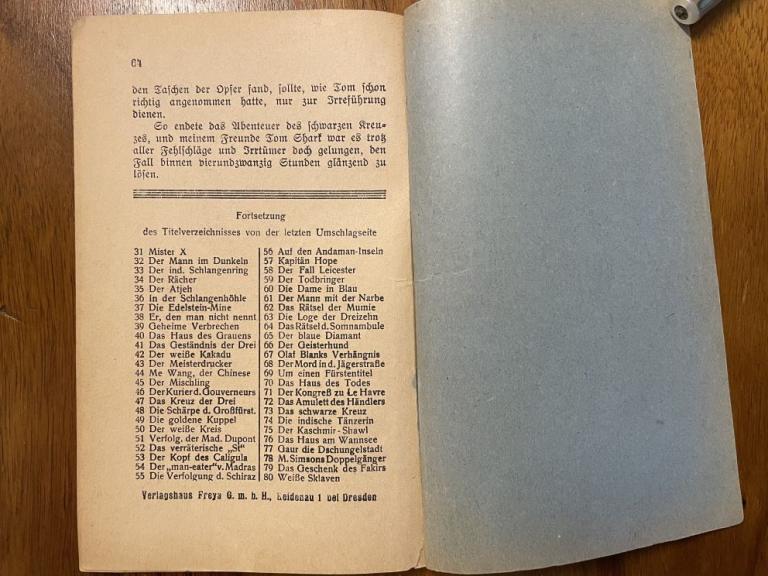 64
den Taschen der Opfer fand, sollte, wie Tom schon
richtig angenommen hatte, nur zur Irreführung
dienen.
So endete das Abenteuer des schwarzen Kreu-
zes, und meinem Freunde Tom Shark war es trotz
aller Fehlschläge und Irrtümer doch gelungen, den
Fall binnen vierundzwanzig Stunden glänzend zu
lösen.
Fortsetzung
des Titelverzeichnisses von der letzten Umschlagseite
31 Mister X
32 Der Mann im Dunkeln
33 Der ind. Schlangenring
34 Der Rächer
35 Der Atjeh
36 In der Schlangenhöhle
37 Die Edelstein-Mine
38 Er, den man nicht nennt
39 Geheime Verbrechen
40 Das Haus des Grauens
41 Das Geständnis der Drei
42 Der weiße Kakadu
43 Der Meisterdrucker
44 Me Wang, der Chinese
45 Der Mischling
46 Der Kurier d. Gouverneurs
47 Das Kreuz der Drei
48 Die Schärpe d. Großfürst.
49 Die goldene Kuppel
50 Der weiße Kreis
51 Verfolg. der Mad. Dupont
52 Das verräterische „St"
53 Der Kopf des Caligula
54 Der „man-eater" v. Madras
55 Die Verfolgung d. Schiraz
56 Auf den Andaman-Inseln
57 Kapitän Hope
58 Der Fall Leicester
59 Der Todbringer
60 Die Dame in Blau
61 Der Mann mit der Narbe
62 Das Rätsel der Mumie
63 Die Loge der Dreizehn
64 Das Rätsel d. Somnambule
65 Der blaue Diamant
66 Der Geisterhund
67 Olaf Blanks Verhängnis
68 Der Mord in d. Jägerstraße
69 Um einen Fürstentitel
70 Das Haus des Todes
71 Der Kongreß zu Le Havre
72 Das Amulett des Händlers
73 Das schwarze Kreuz
74 Die indische Tänzerin
75 Der Kaschmir-Shawl
76 Das Haus am Wannsee
77 Gaur die Dschungelstadt
78 M. Simsons Doppelgänger
79 Das Geschenk des Fakirs
80 Weiße Sklaven
Verlagshaus Freya G. m. b. H., Heidenau 1 bei Dresden